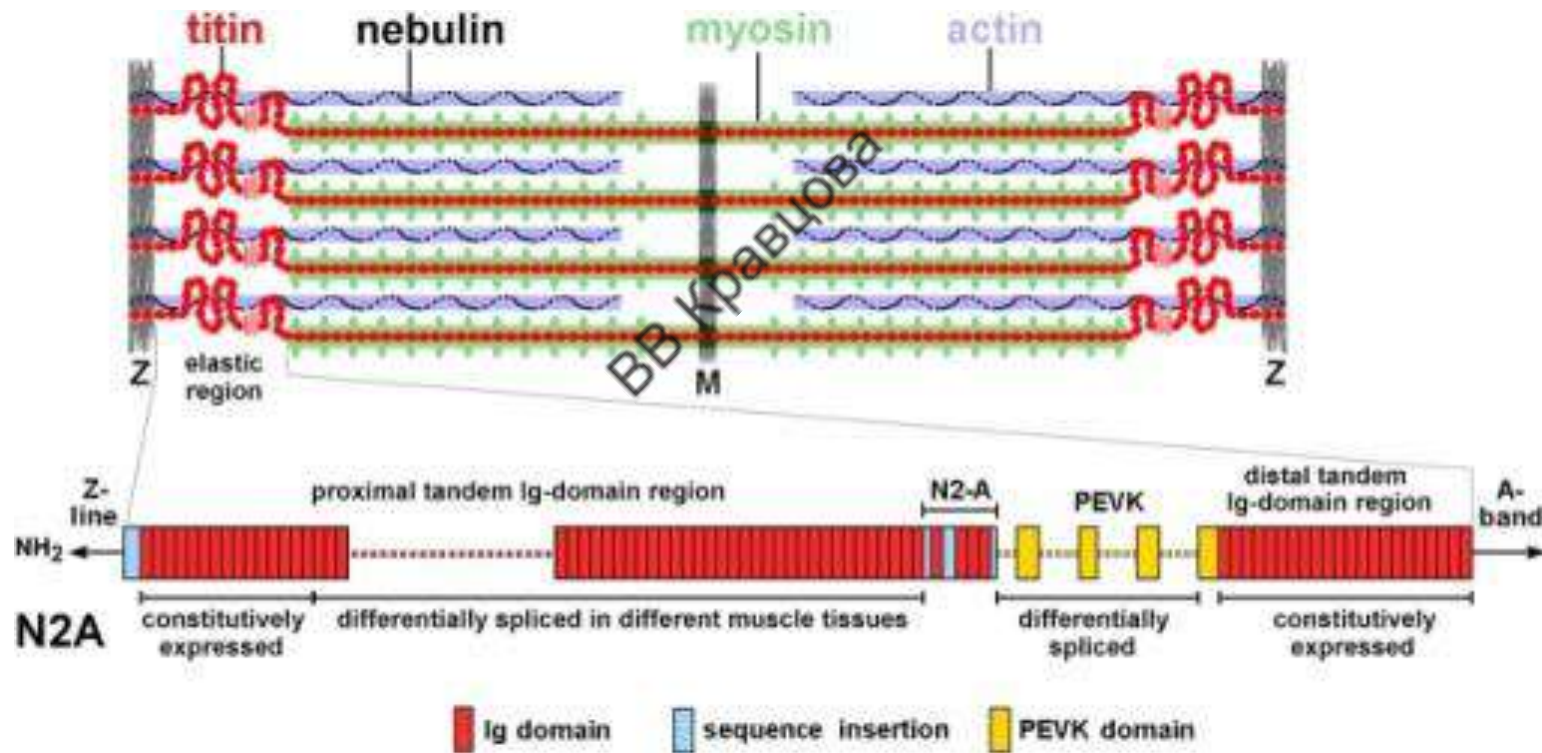 titin nebulin myosin actin
ВВ Кравцова
Z elastic region M Z
Z-line proximal tandem Ig-domain region N2-A PEVK distal tandem Ig-domain region A-band
NH2
N2A constitutively expressed differentially spliced in different muscle tissues differentially spliced constitutively expressed
Ig domain sequence insertion PEVK domain